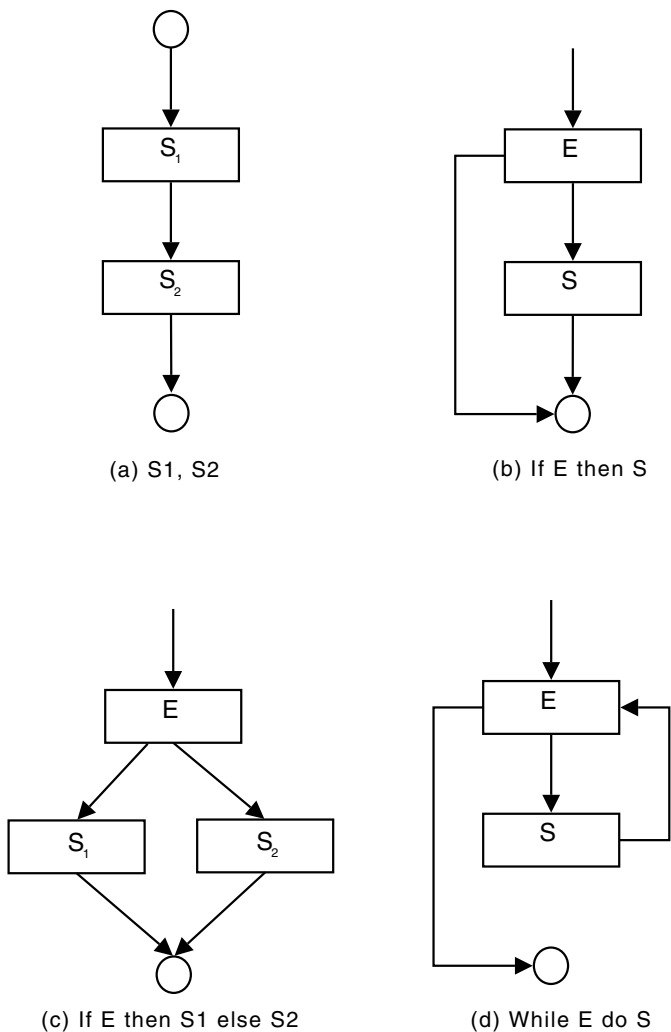 S₁
S₂
(a) S1, S2
E
S
(b) If E then S
E
S₁ S₂
(c) If E then S1 else S2
E
S
(d) While E do S